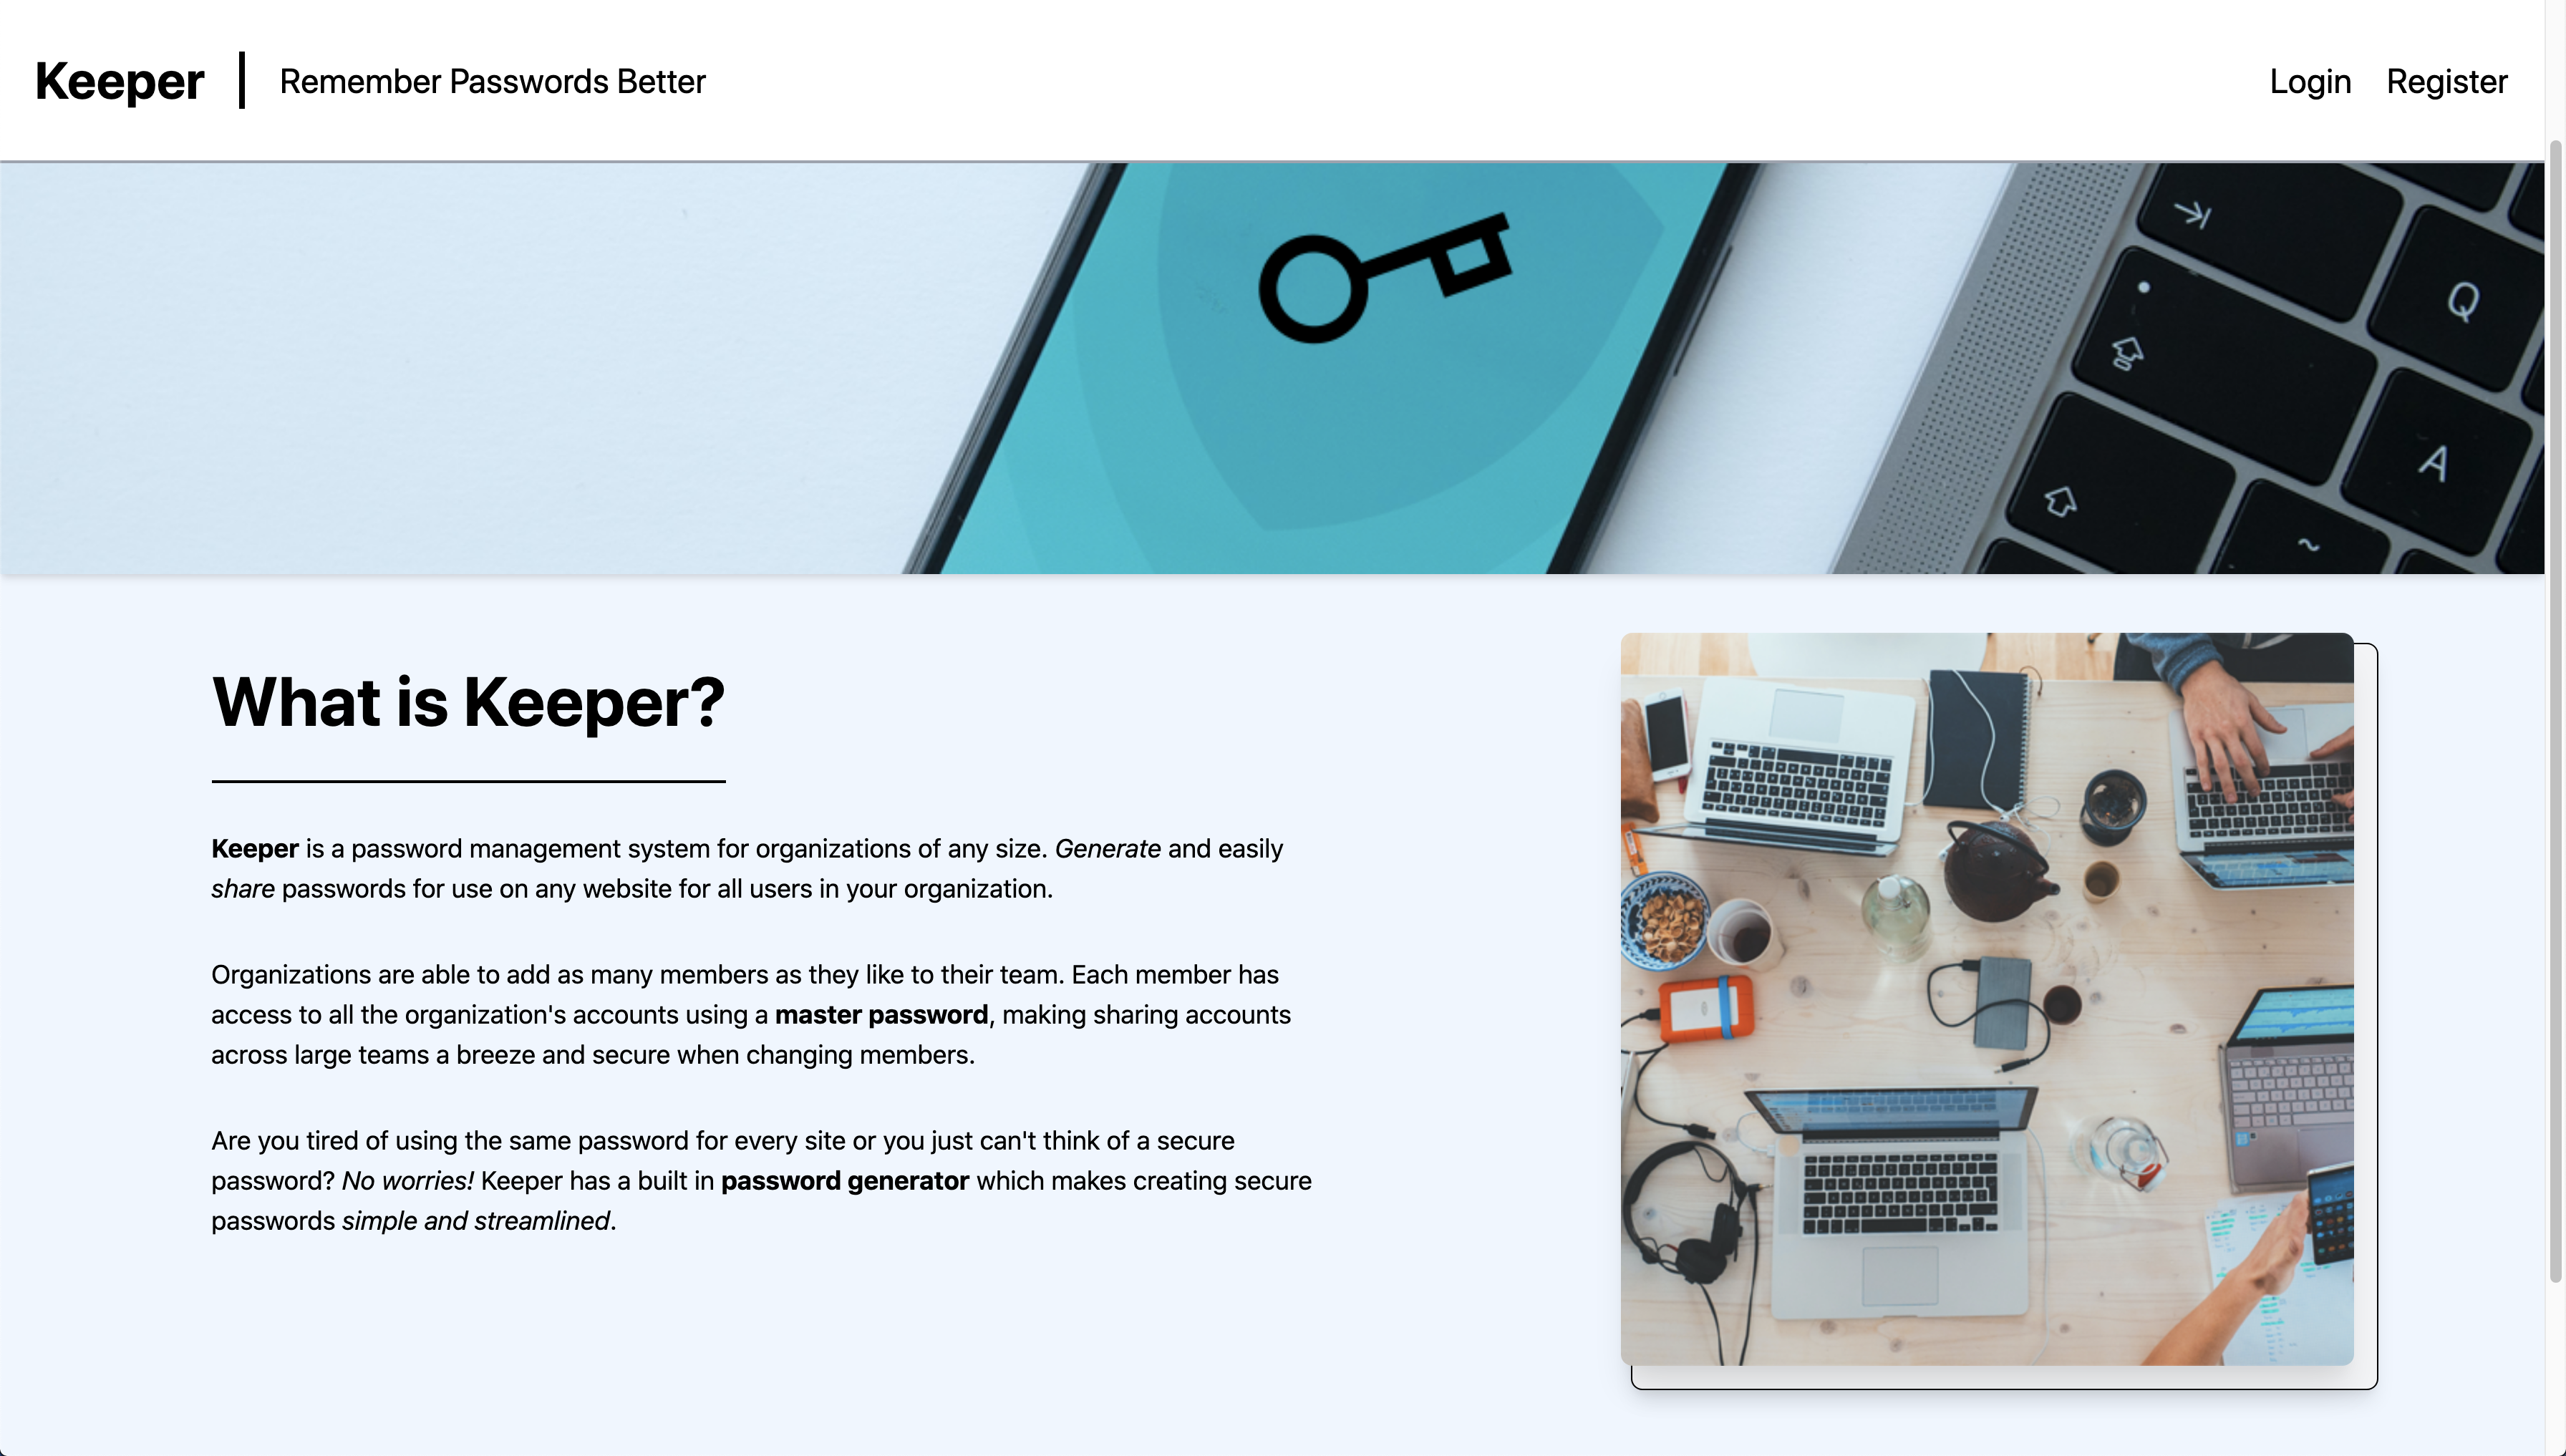 Keeper
Remember Passwords Better
Login
Register
Q
A
~
What is Keeper?
Keeper is a password management system for organizations of any size. Generate and easily
share passwords for use on any website for all users in your organization.
Organizations are able to add as many members as they like to their team. Each member has
access to all the organization's accounts using a master password, making sharing accounts
across large teams a breeze and secure when changing members.
Are you tired of using the same password for every site or you just can't think of a secure
password? No worries! Keeper has a built in password generator which makes creating secure
passwords simple and streamlined.